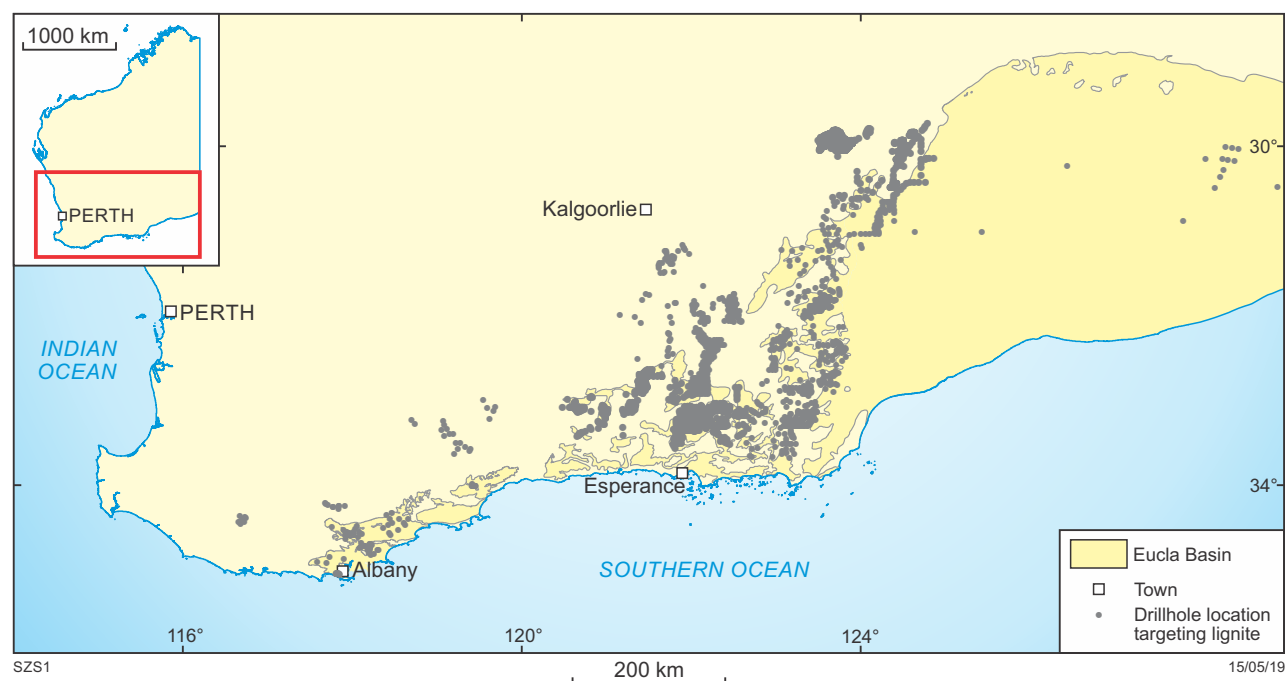 1000 km
PERTH
30°
Kalgoorlie
PERTH
INDIAN
OCEAN
Esperance
34°
Albany
SOUTHERN OCEAN
Eucla Basin
Town
Drillhole location
targeting lignite
116°
120°
124°
SZS1
200 km
15/05/19